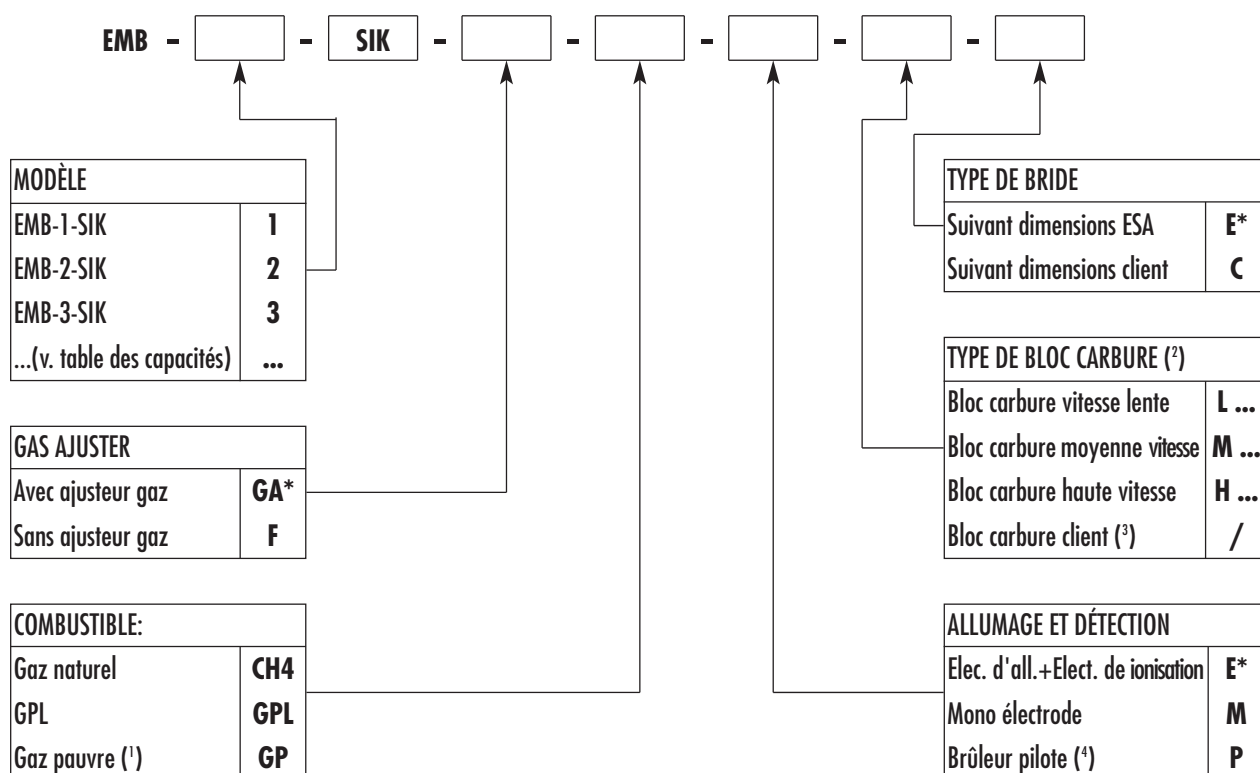 EMB - - SIK - - - - -
MODÈLE
EMB-1-SIK 1
EMB-2-SIK 2
EMB-3-SIK 3
...(v. table des capacités) ...
GAS AJUSTER
Avec ajusteur gaz GA*
Sans ajusteur gaz F
COMBUSTIBLE:
Gaz naturel CH4
GPL GPL
Gaz pauvre (¹) GP
TYPE DE BRIDE
Suivant dimensions ESA E*
Suivant dimensions client C
TYPE DE BLOC CARBURE (²)
Bloc carbure vitesse lente L ...
Bloc carbure moyenne vitesse M ...
Bloc carbure haute vitesse H ...
Bloc carbure client (³) /
ALLUMAGE ET DÉTECTION
Elec. d'all.+Elect. de ionisation E*
Mono électrode M
Brûleur pilote (⁴) P